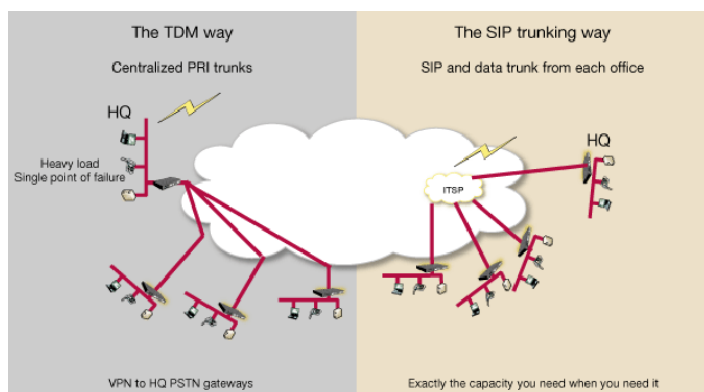 The TDM way
Centralized PRI trunks
HQ
Heavy load
Single point of failure
VPN to HQ PSTN gateways
The SIP trunking way
SIP and data trunk from each office
HQ
ITSP
Exactly the capacity you need when you need it